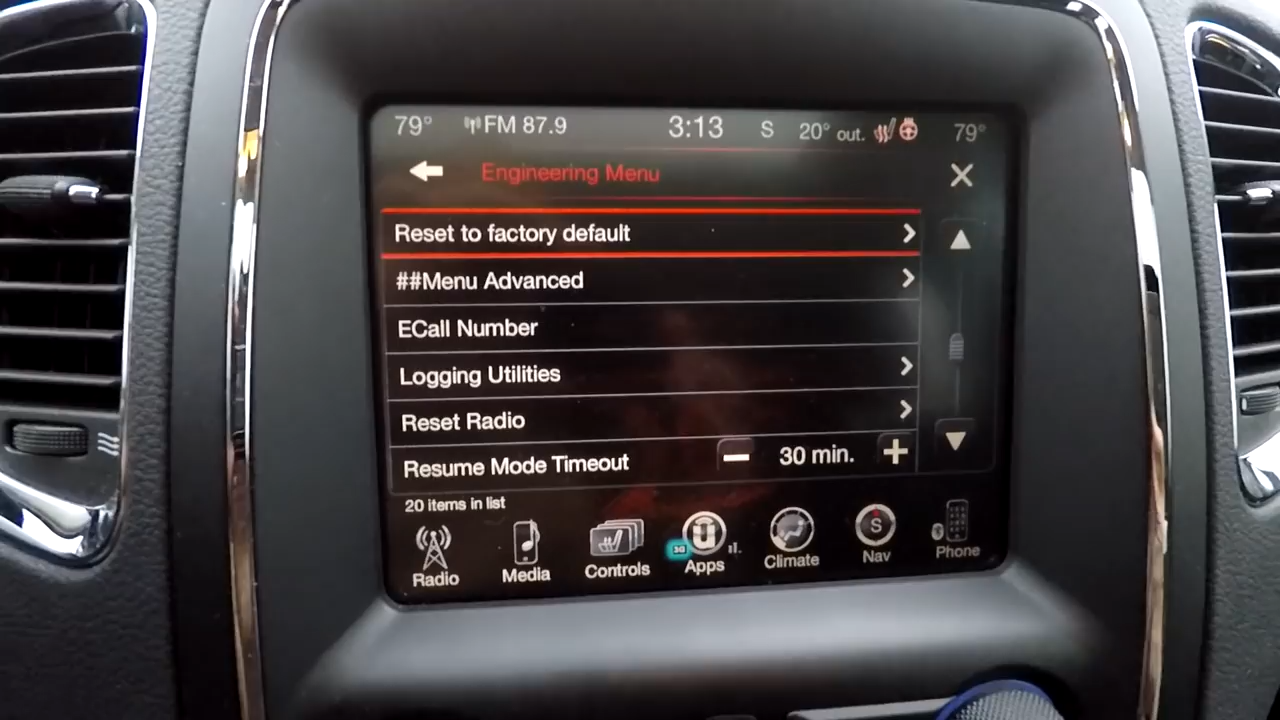 79° FM 87.9 3:13 S 20° out. 79°
Engineering Menu
Reset to factory default
##Menu Advanced
ECall Number
Logging Utilities
Reset Radio
Resume Mode Timeout 30 min.
20 items in list
S
3G
Radio Media Controls Apps Climate Nav Phone